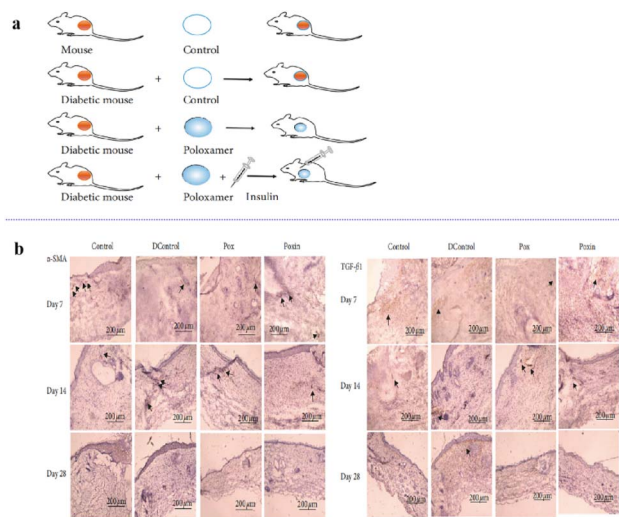 a
Mouse Control
+ Control
Diabetic mouse
+ Poloxamer
Diabetic mouse
+ +
Diabetic mouse Poloxamer Insulin
b
Control DControl Pox Poxin
α-SMA
Day 7
200 μm 200 μm 200 μm 200 μm
Day 14
200 μm 200 μm 200 μm 200 μm
Day 28
200 μm 200 μm 200 μm 200 μm
Control DControl Pox Poxin
TGF-β1
Day 7
200 μm 200 μm 200 μm 200 μm
Day 14
200 μm 200 μm 200 μm 200 μm
Day 28
200 μm 200 μm 200 μm 200 μm